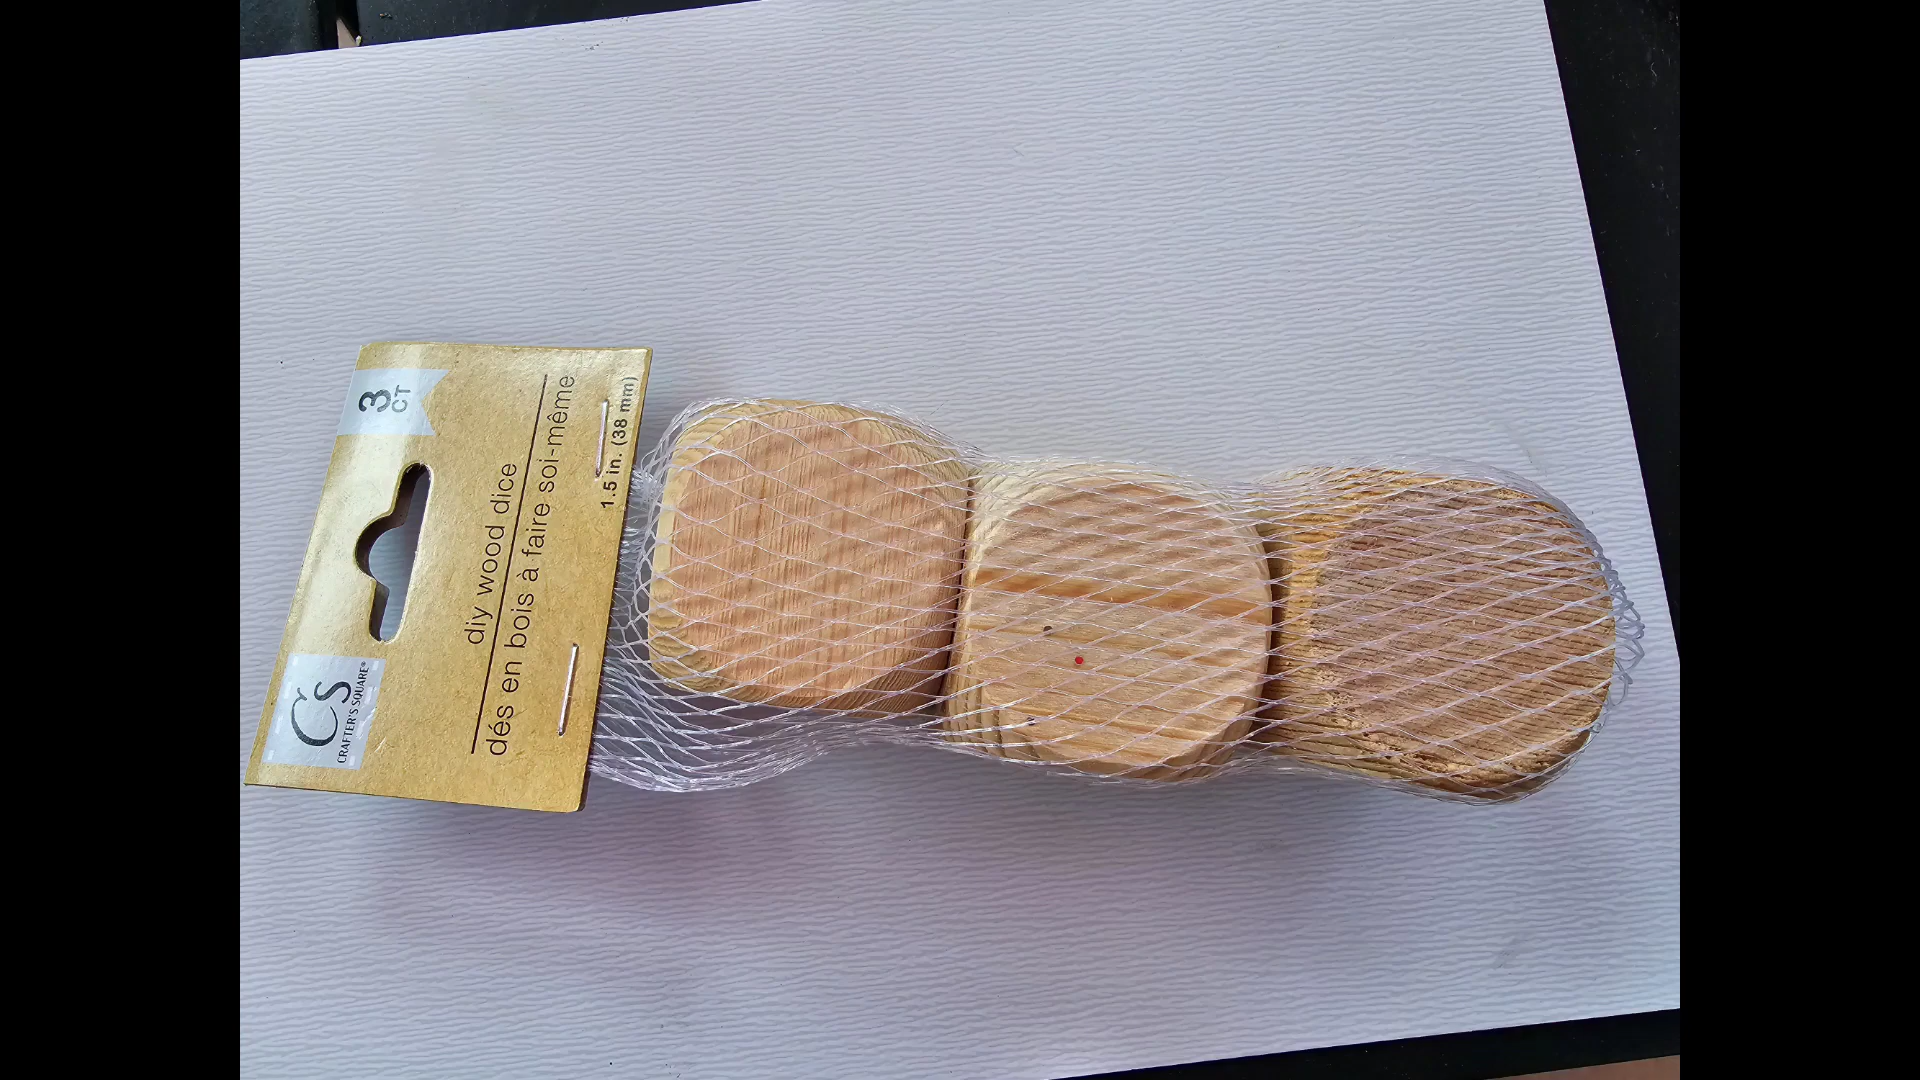 3
CT
CS
CRAFTER'S SQUARE®
diy wood dice
dés en bois à faire soi-même
1.5 in. (38 mm)